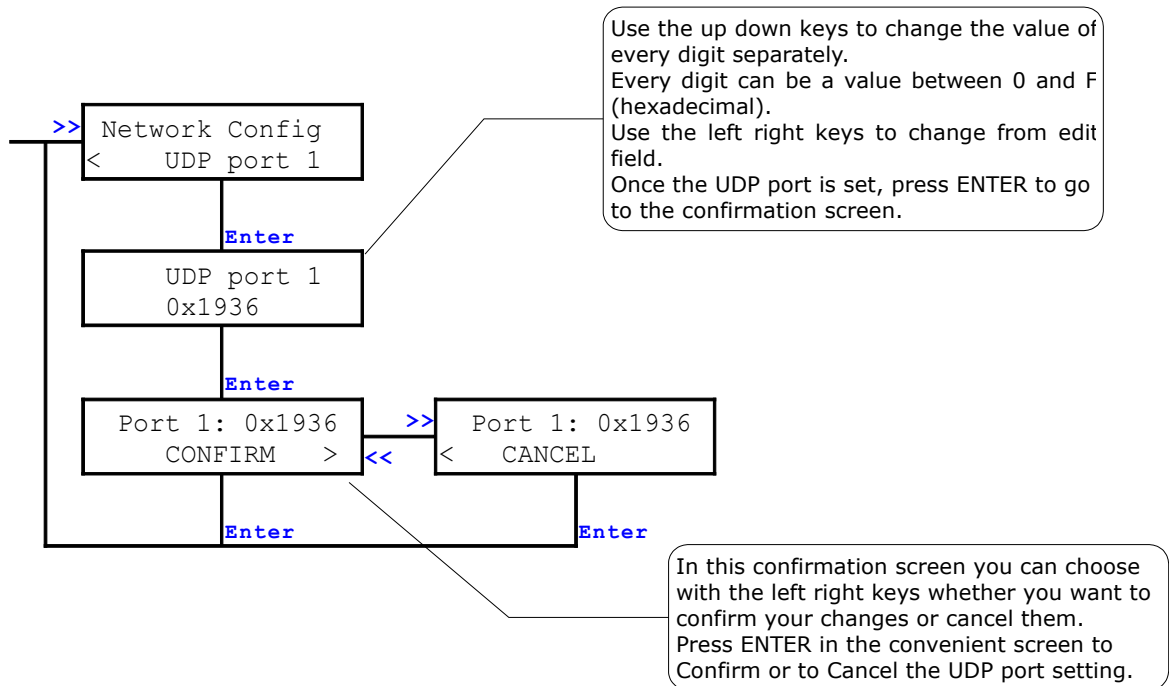 Use the up down keys to change the value of
every digit separately.
Every digit can be a value between 0 and F
(hexadecimal).
Use the left right keys to change from edit
field.
Once the UDP port is set, press ENTER to go
to the confirmation screen.
>>
Network Config
< UDP port 1
Enter
UDP port 1
0x1936
Enter
Port 1: 0x1936
CONFIRM >
>>
<<
Port 1: 0x1936
< CANCEL
Enter
Enter
In this confirmation screen you can choose
with the left right keys whether you want to
confirm your changes or cancel them.
Press ENTER in the convenient screen to
Confirm or to Cancel the UDP port setting.